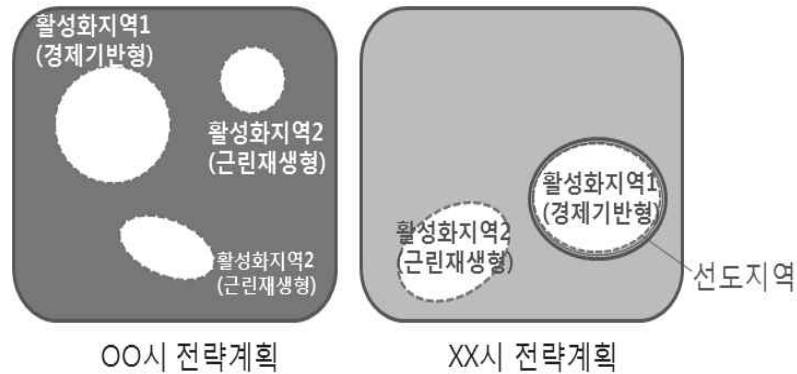 활성화지역1
(경제기반형)
활성화지역2
(근린재생형)
활성화지역2
(근린재생형)
OO시 전략계획
활성화지역1
(경제기반형)
활성화지역2
(근린재생형)
선도지역
XX시 전략계획